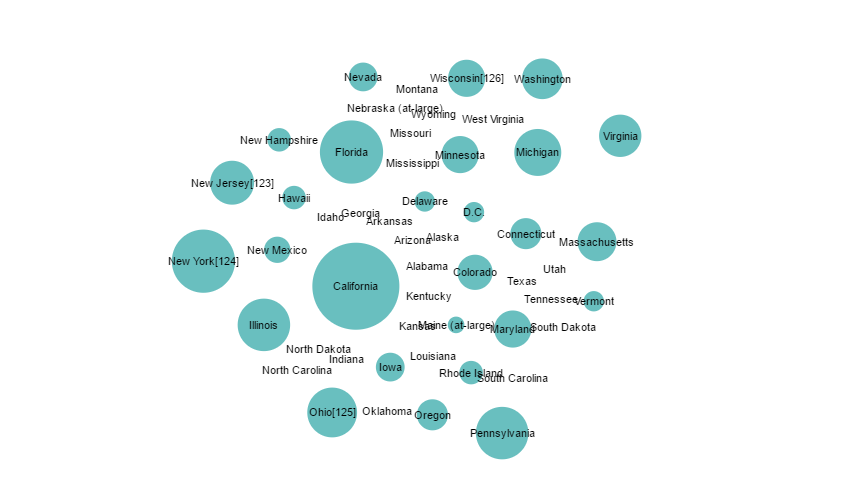 Nevada
Wisconsin[126]
Washington
Montana
Nebraska (at-large)
Wyoming
West Virginia
Virginia
Missouri
New Hampshire
Florida
Minnesota
Michigan
Mississippi
New Jersey[123]
Hawaii
Delaware
D.C.
Idaho
Georgia
Arkansas
Connecticut
Arizona
Alaska
Massachusetts
New Mexico
New York[124]
Alabama
Colorado
Utah
Texas
California
Kentucky
Tennessee
Vermont
Illinois
Kansas
Maine (at-large)
Maryland
South Dakota
North Dakota
Indiana
Louisiana
North Carolina
Iowa
Rhode Island
South Carolina
Ohio[125]
Oklahoma
Oregon
Pennsylvania